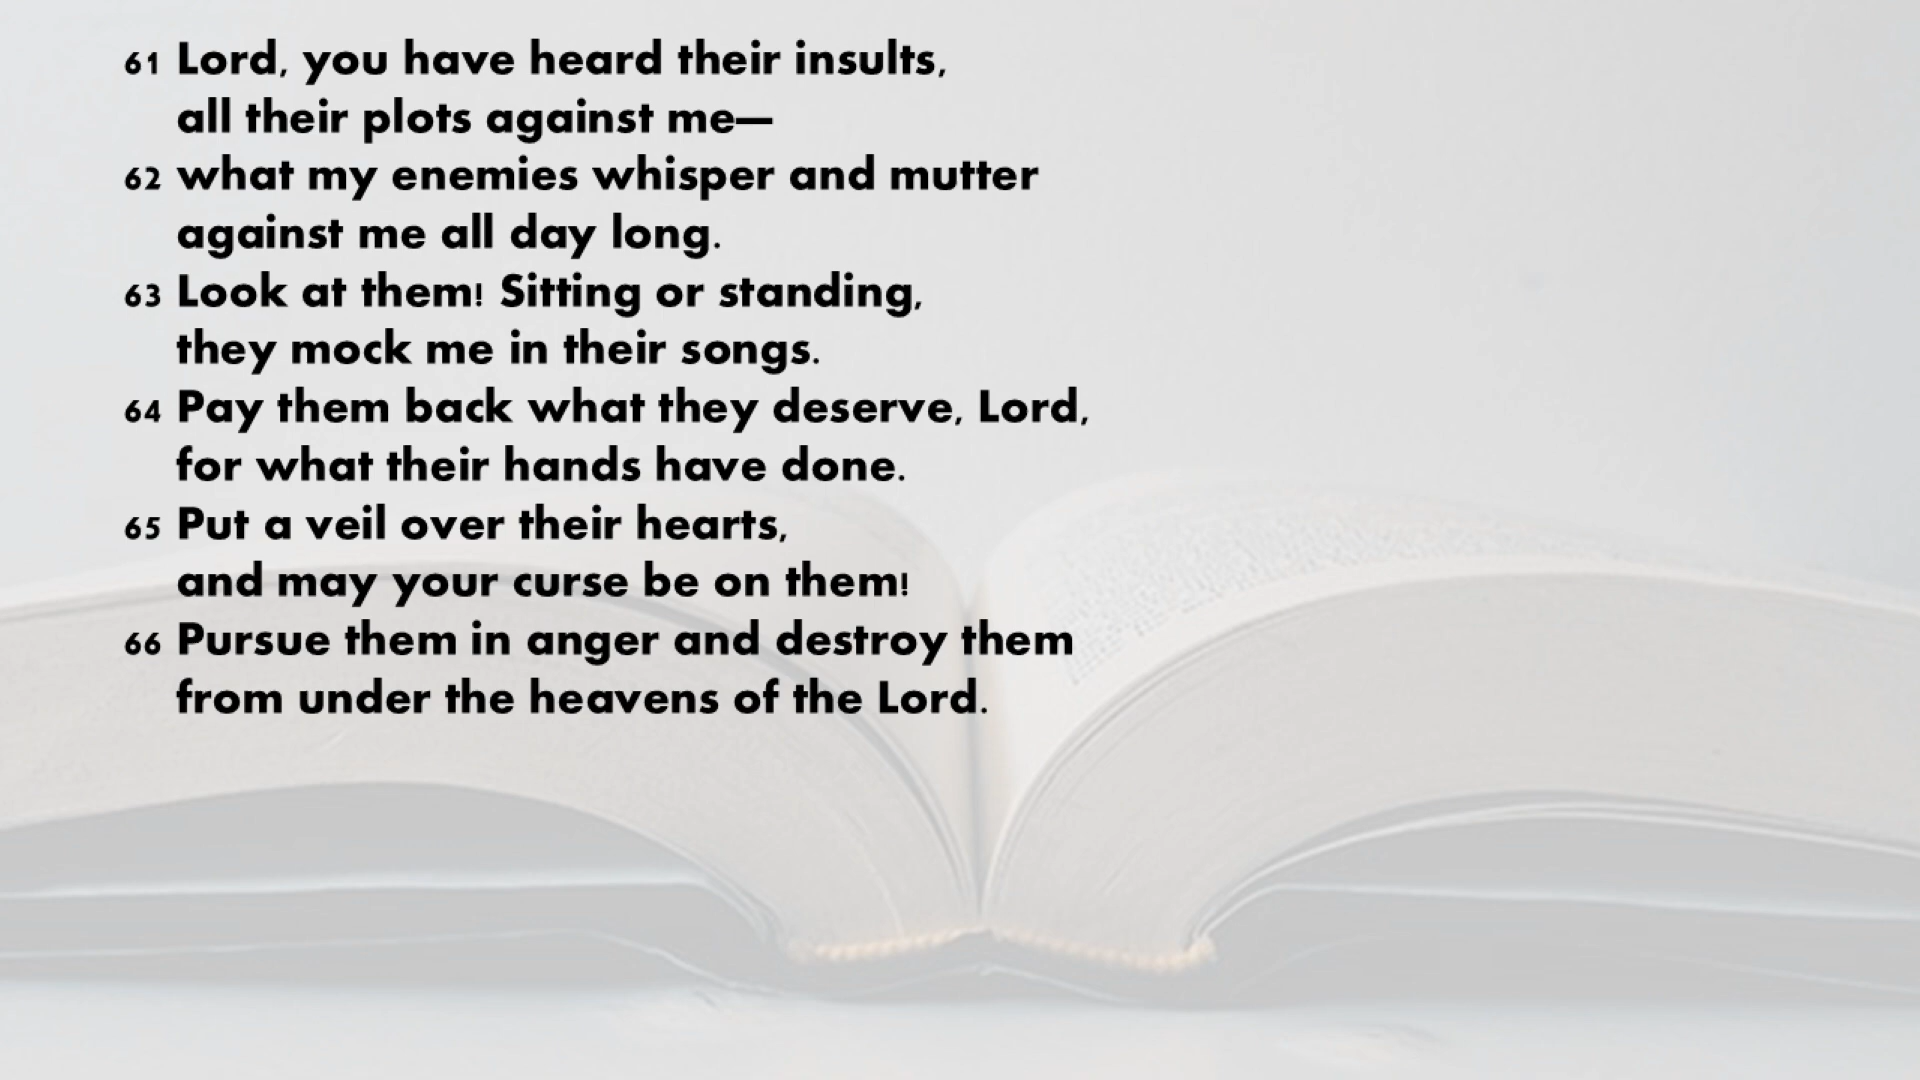 61 Lord, you have heard their insults,
all their plots against me—
62 what my enemies whisper and mutter
against me all day long.
63 Look at them! Sitting or standing,
they mock me in their songs.
64 Pay them back what they deserve, Lord,
for what their hands have done.
65 Put a veil over their hearts,
and may your curse be on them!
66 Pursue them in anger and destroy them
from under the heavens of the Lord.